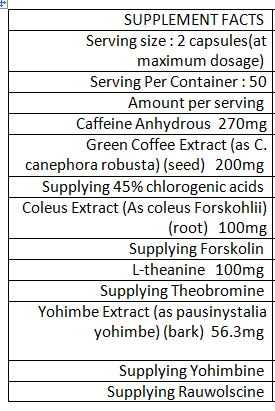 SUPPLEMENT FACTS
Serving size : 2 capsules(at
maximum dosage)
Serving Per Container : 50
Amount per serving
Caffeine Anhydrous 270mg
Green Coffee Extract (as C.
canephora robusta) (seed) 200mg
Supplying 45% chlorogenic acids
Coleus Extract (As coleus Forskohlii)
(root) 100mg
Supplying Forskolin
L-theanine 100mg
Supplying Theobromine
Yohimbe Extract (as pausinystalia
yohimbe) (bark) 56.3mg
Supplying Yohimbine
Supplying Rauwolscine